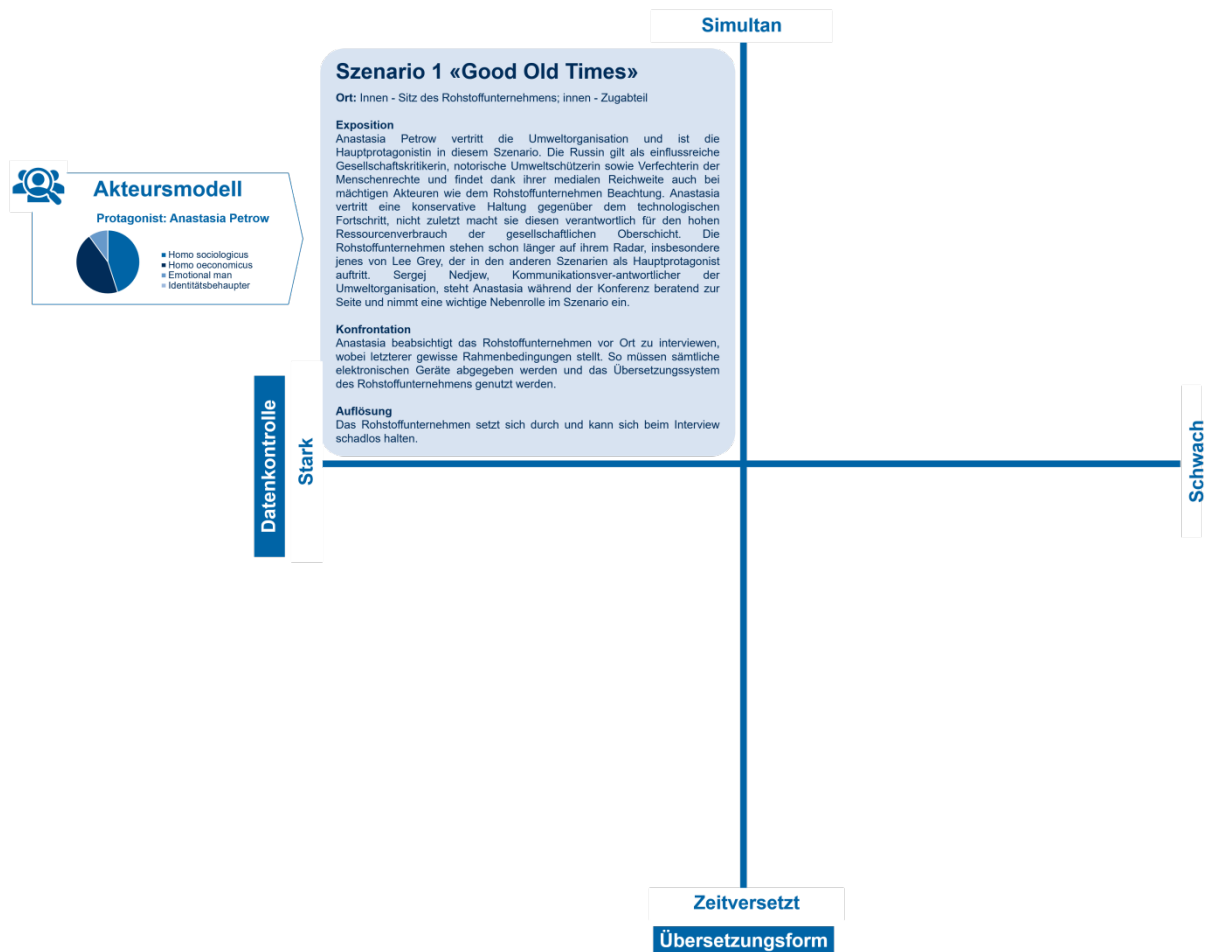 Simultan
Szenario 1 «Good Old Times»
Ort: Innen - Sitz des Rohstoffunternehmens; innen - Zugabteil
Exposition
Anastasia Petrow vertritt die Umweltorganisation und ist die
Hauptprotagonistin in diesem Szenario. Die Russin gilt als einflussreiche
Gesellschaftskritikerin, notorische Umweltschützerin sowie Verfechterin der
Menschenrechte und findet dank ihrer medialen Reichweite auch bei
mächtigen Akteuren wie dem Rohstoffunternehmen Beachtung. Anastasia
vertritt eine konservative Haltung gegenüber dem technologischen
Fortschritt, nicht zuletzt macht sie diesen verantwortlich für den hohen
Ressourcenverbrauch der gesellschaftlichen Oberschicht. Die
Rohstoffunternehmen stehen schon länger auf ihrem Radar, insbesondere
jenes von Lee Grey, der in den anderen Szenarien als Hauptprotagonist
auftritt. Sergej Nedjew, Kommunikationsver-antwortlicher der
Umweltorganisation, steht Anastasia während der Konferenz beratend zur
Seite und nimmt eine wichtige Nebenrolle im Szenario ein.
Konfrontation
Anastasia beabsichtigt das Rohstoffunternehmen vor Ort zu interviewen,
wobei letzterer gewisse Rahmenbedingungen stellt. So müssen sämtliche
elektronischen Geräte abgegeben werden und das Übersetzungssystem
des Rohstoffunternehmens genutzt werden.
Auflösung
Das Rohstoffunternehmen setzt sich durch und kann sich beim Interview
schadlos halten.
Akteursmodell
Protagonist: Anastasia Petrow
Homo sociologicus
Homo oeconomicus
Emotional man
Identitätsbehaupter
Datenkontrolle
Stark
Schwach
Zeitversetzt
Übersetzungsform